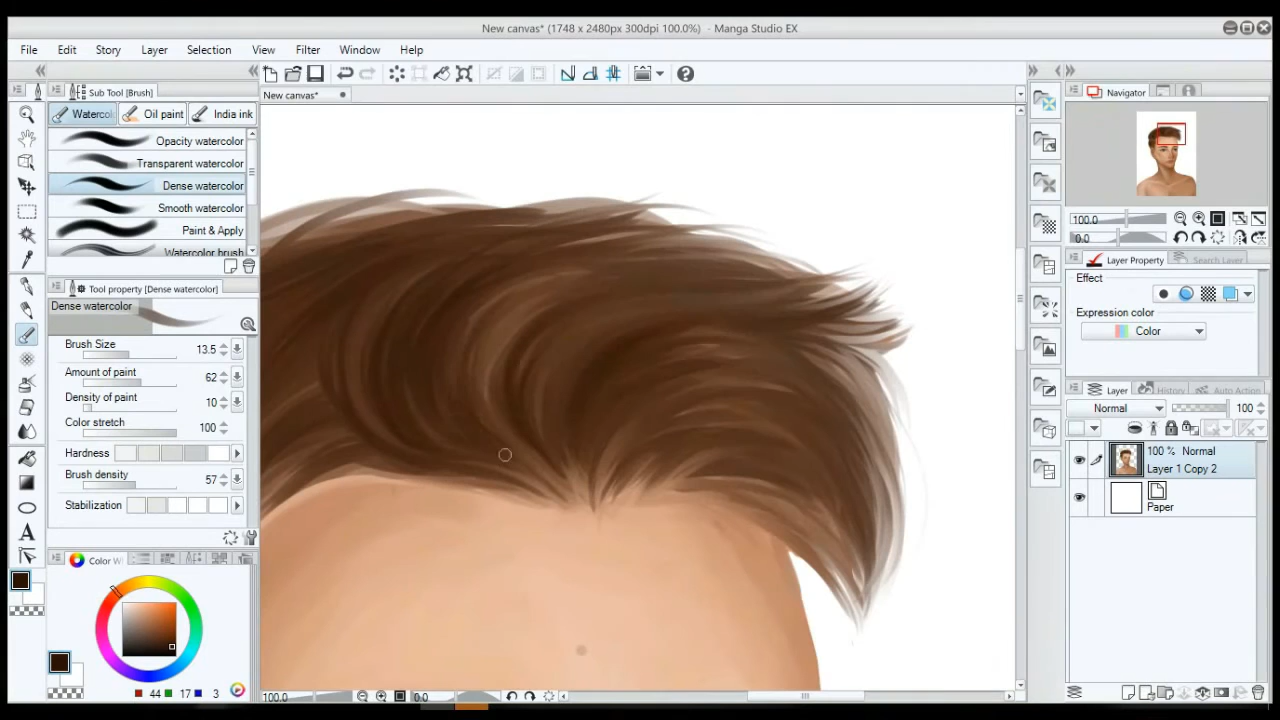 New canvas* (1748 x 2480px 300dpi 100.0%) - Manga Studio EX
File Edit Story Layer Selection View Filter Window Help
Sub Tool [Brush]
New canvas*
Navigator
Watercol Oil paint India ink
Opacity watercolor
Transparent watercolor
Dense watercolor
Smooth watercolor
Paint & Apply
Watercolor brush
100.0
0.0
Layer Property Search Layer
Effect
Expression color
Color
Tool property [Dense watercolor]
Dense watercolor
Brush Size 13.5
Amount of paint 62
Density of paint 10
Color stretch 100
Hardness
Brush density 57
Stabilization
Layer History Auto Action
Normal 100
100 % Normal
Layer 1 Copy 2
Paper
Color W
44 17 3
100.0 0.0